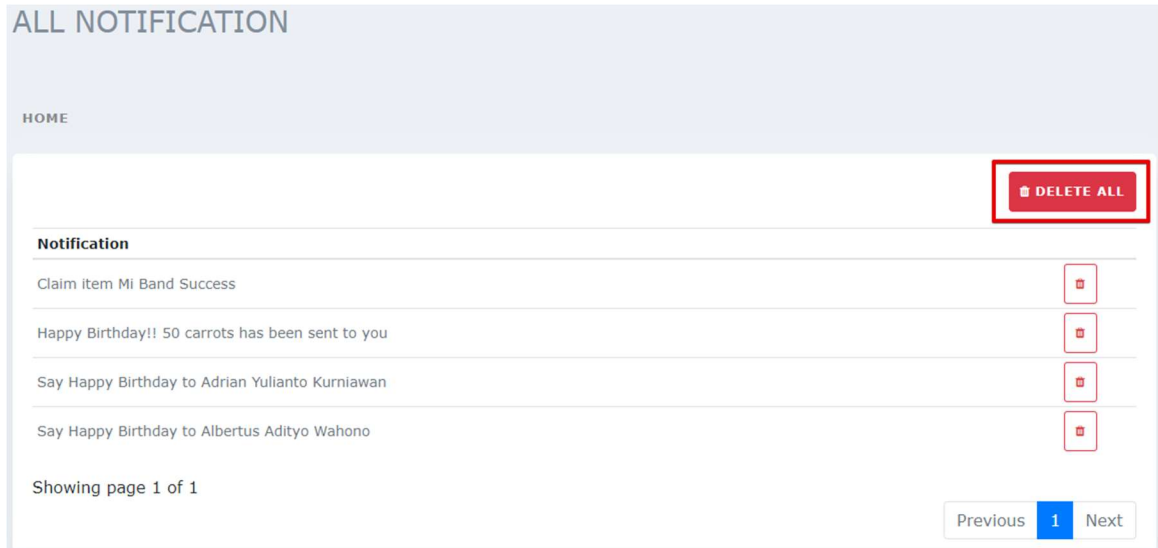 ALL NOTIFICATION
HOME
DELETE ALL
Notification
Claim item Mi Band Success
Happy Birthday!! 50 carrots has been sent to you
Say Happy Birthday to Adrian Yulianto Kurniawan
Say Happy Birthday to Albertus Adityo Wahono
Showing page 1 of 1
Previous 1 Next